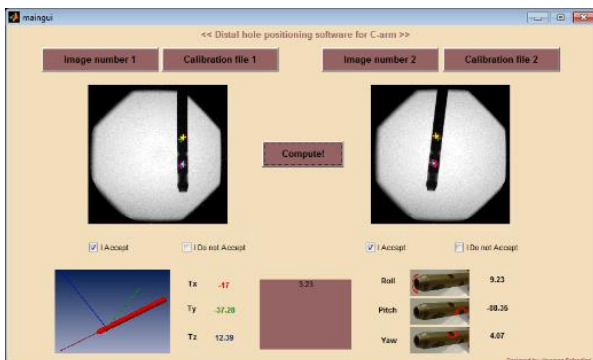 maingui
<< Distal hole positioning software for C-arm >>
Image number 1
Calibration file 1
Image number 2
Calibration file 2
Compute!
I Accept
I Do not Accept
I Accept
I Do not Accept
Tx -17
Ty -37.28
Tz 12.39
3.23
Roll 9.23
Pitch -88.36
Yaw 4.07